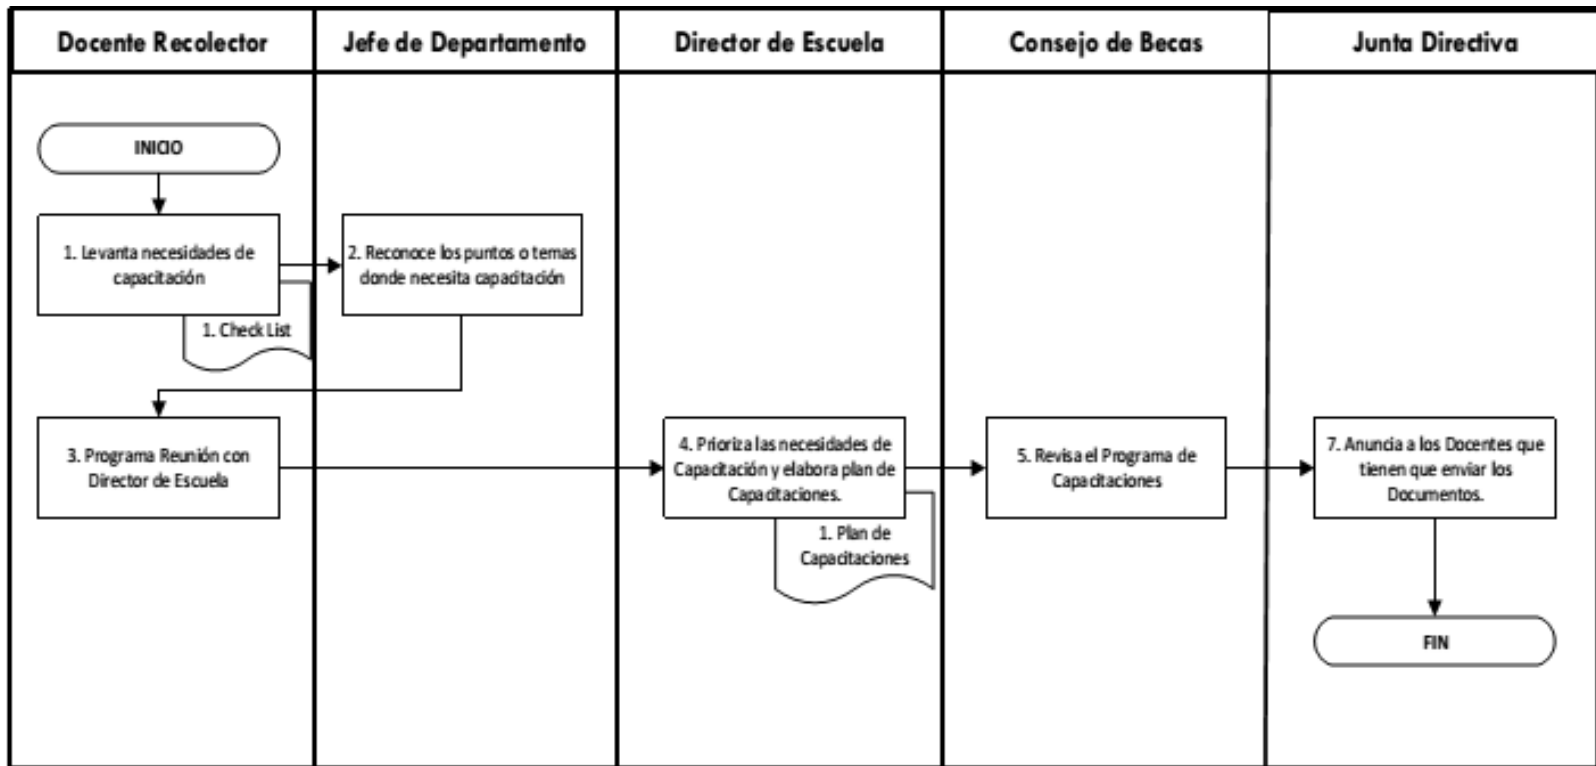 Docente Recolector
Jefe de Departamento
Director de Escuela
Consejo de Becas
Junta Directiva
INICIO
1. Levanta necesidades de
capacitación
1. Check List
2. Reconoce los puntos o temas
donde necesita capacitación
3. Programa Reunión con
Director de Escuela
4. Prioriza las necesidades de
Capacitación y elabora plan de
Capacitaciones.
1. Plan de
Capacitaciones
5. Revisa el Programa de
Capacitaciones
7. Anuncia a los Docentes que
tienen que enviar los
Documentos.
FIN